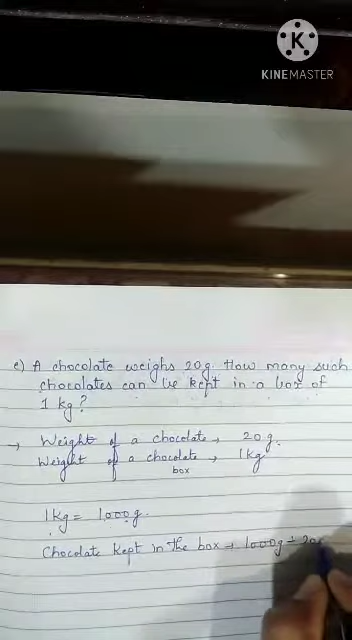 KINEMASTER
e) A chocolate weighs 20g. How many such
chocolates can be kept in a box of
1 kg?
→ Weight of a chocolate → 20g.
Weight of a chocolate box → 1kg
1kg = 1000g.
Chocolate kept in the box → 1000g ÷ 20